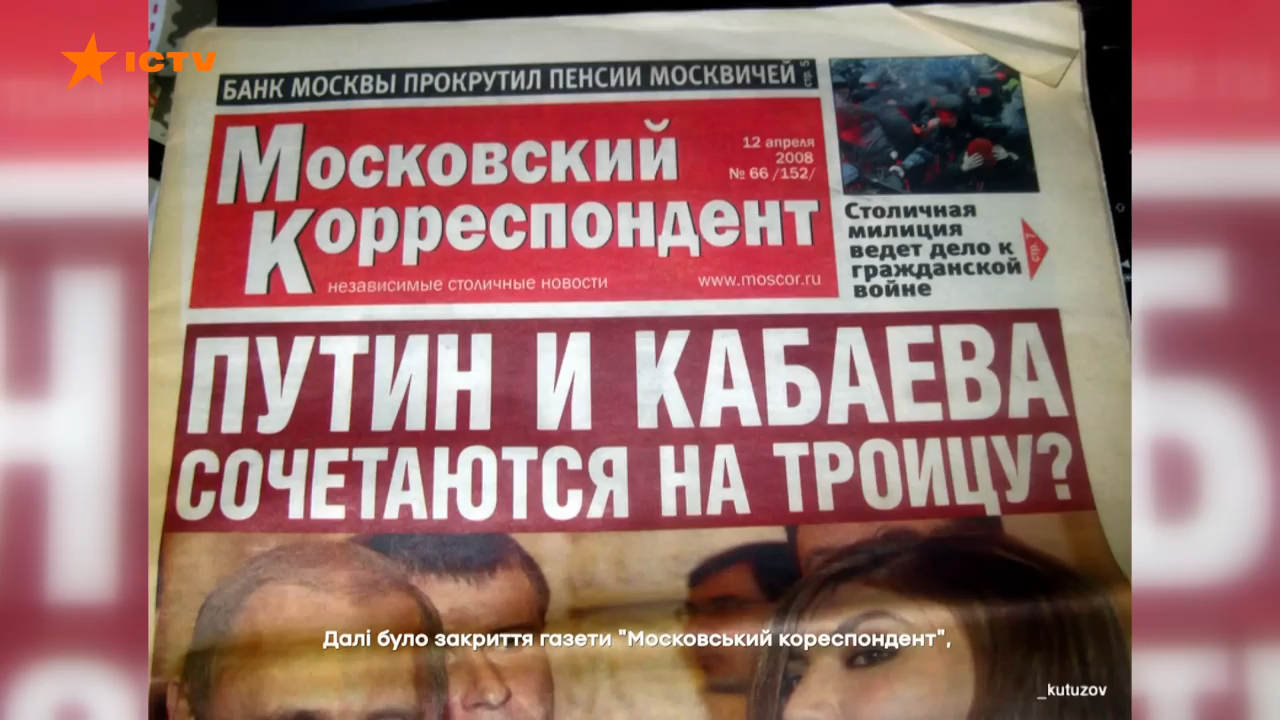 ICTV
БАНК МОСКВЫ ПРОКРУТИЛ ПЕНСИИ МОСКВИЧЕЙ стр. 5
Московский
Корреспондент
12 апреля
2008
№ 66 /152/
независимые столичные новости
www.moscor.ru
Столичная
милиция
ведет дело к
гражданской
войне
стр. 7
ПУТИН И КАБАЕВА
СОЧЕТАЮТСЯ НА ТРОИЦУ?
Далі було закриття газети "Московський кореспондент",
_kutuzov